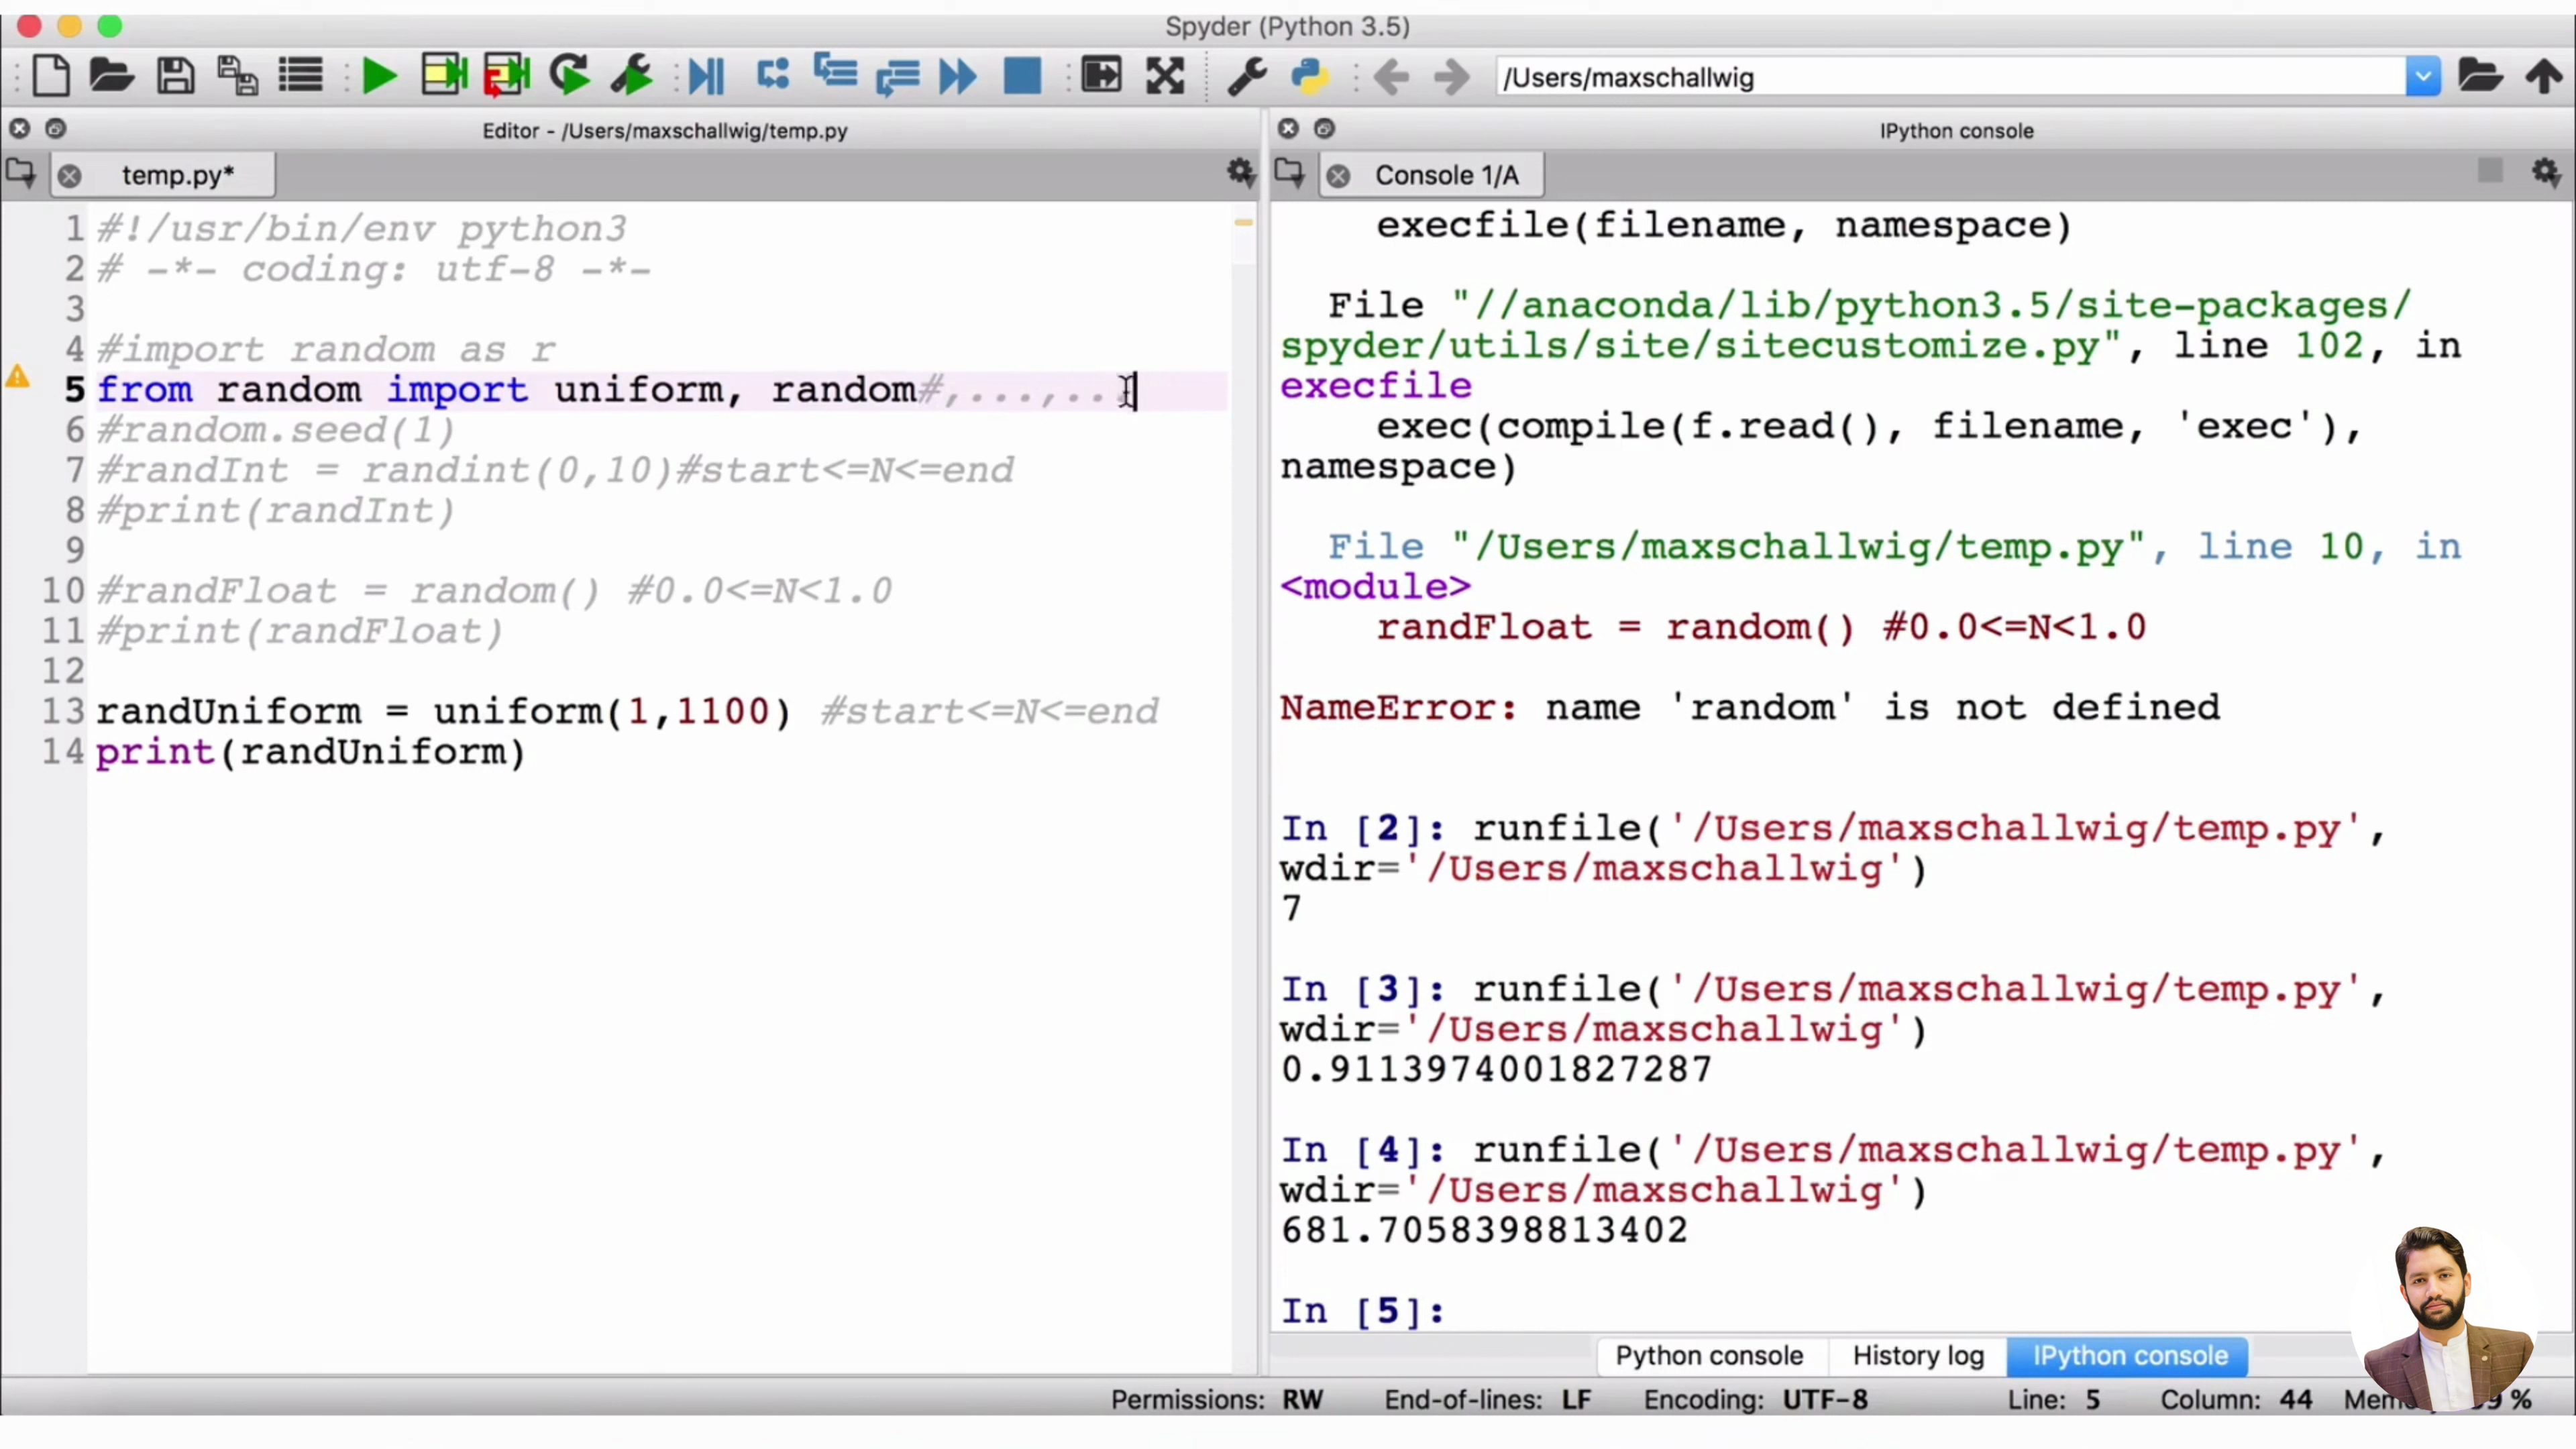 Spyder (Python 3.5)
/Users/maxschallwig
Editor - /Users/maxschallwig/temp.py
temp.py*
1 #!/usr/bin/env python3
2 # -*- coding: utf-8 -*-
3
4 #import random as r
5 from random import uniform, random#,...,...
6 #random.seed(1)
7 #randInt = randint(0,10)#start<=N<=end
8 #print(randInt)
9
10 #randFloat = random() #0.0<=N<1.0
11 #print(randFloat)
12
13 randUniform = uniform(1,1100) #start<=N<=end
14 print(randUniform)
IPython console
Console 1/A
execfile(filename, namespace)
File "//anaconda/lib/python3.5/site-packages/
spyder/utils/site/sitecustomize.py", line 102, in
execfile
exec(compile(f.read(), filename, 'exec'),
namespace)
File "/Users/maxschallwig/temp.py", line 10, in
<module>
randFloat = random() #0.0<=N<1.0
NameError: name 'random' is not defined
In [2]: runfile('/Users/maxschallwig/temp.py',
wdir='/Users/maxschallwig')
7
In [3]: runfile('/Users/maxschallwig/temp.py',
wdir='/Users/maxschallwig')
0.9113974001827287
In [4]: runfile('/Users/maxschallwig/temp.py',
wdir='/Users/maxschallwig')
681.7058398813402
In [5]:
Python console History log IPython console
Permissions: RW End-of-lines: LF Encoding: UTF-8 Line: 5 Column: 44 %